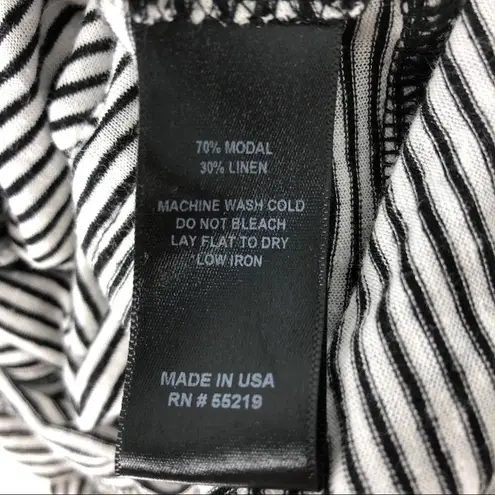 70% MODAL
30% LINEN
MACHINE WASH COLD
DO NOT BLEACH
LAY FLAT TO DRY
LOW IRON
MADE IN USA
RN # 55219